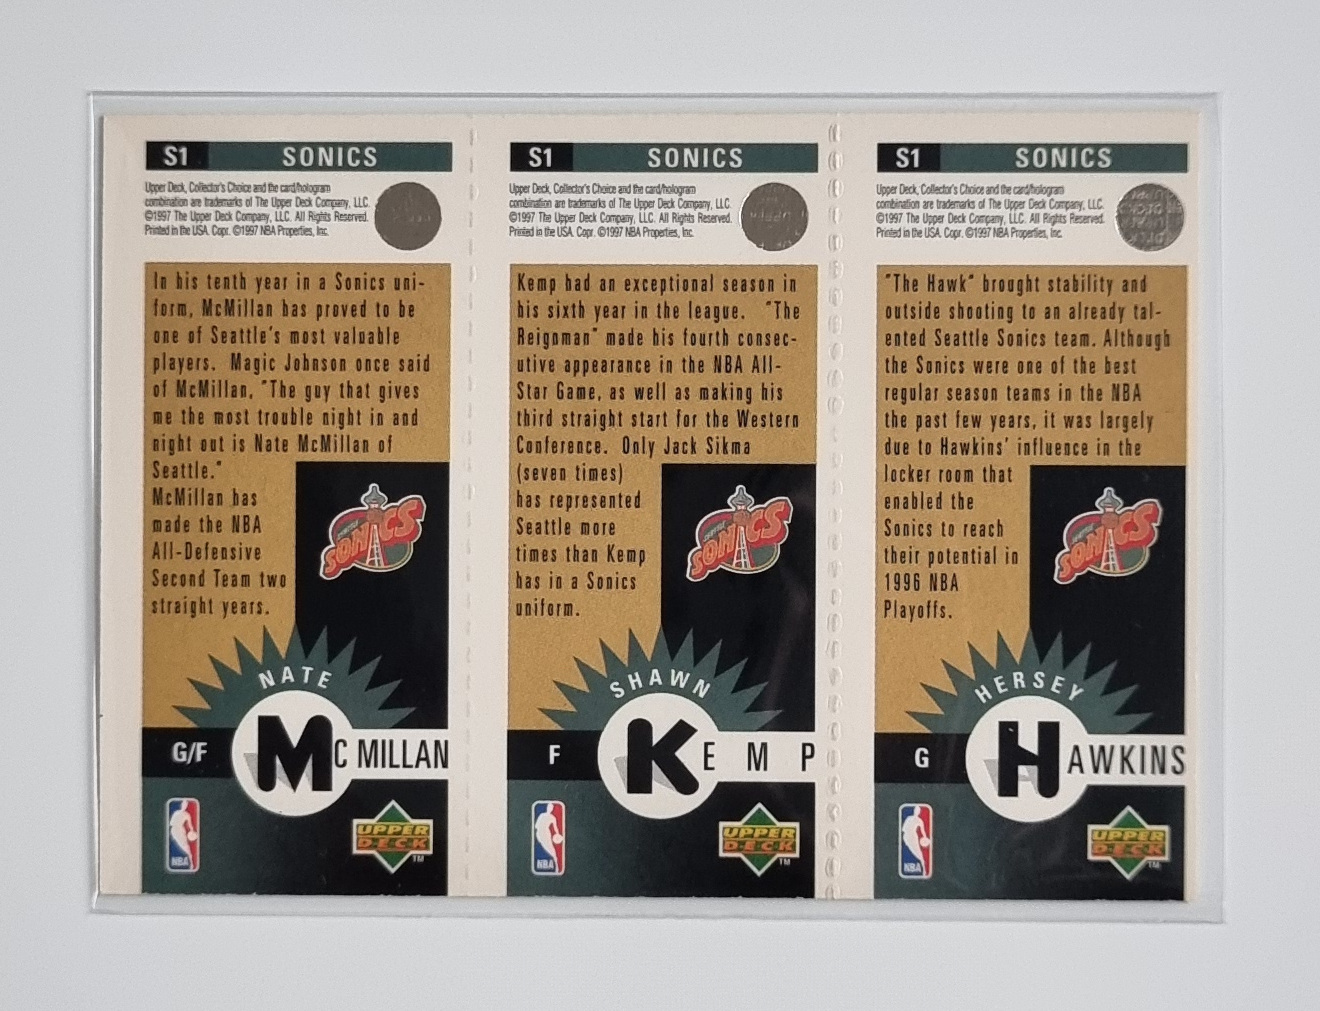 S1 SONICS
Upper Deck, Collector's Choice and the card/hologram
combination are trademarks of The Upper Deck Company, LLC.
©1997 The Upper Deck Company, LLC. All Rights Reserved.
Printed in the USA. Copr. ©1997 NBA Properties, Inc.
In his tenth year in a Sonics uni-
form, McMillan has proved to be
one of Seattle's most valuable
players. Magic Johnson once said
of McMillan, "The guy that gives
me the most trouble night in and
night out is Nate McMillan of
Seattle."
McMillan has
made the NBA
All-Defensive
Second Team two
straight years.
SEATTLE
SONICS
NATE
G/F MC MILLAN
NBA
UPPER
DECK
TM
S1 SONICS
Upper Deck, Collector's Choice and the card/hologram
combination are trademarks of The Upper Deck Company, LLC.
©1997 The Upper Deck Company, LLC. All Rights Reserved.
Printed in the USA. Copr. ©1997 NBA Properties, Inc.
Kemp had an exceptional season in
his sixth year in the league. "The
Reignman" made his fourth consec-
utive appearance in the NBA All-
Star Game, as well as making his
third straight start for the Western
Conference. Only Jack Sikma
(seven times)
has represented
Seattle more
times than Kemp
has in a Sonics
uniform.
SEATTLE
SONICS
SHAWN
F KEMP
NBA
UPPER
DECK
TM
S1 SONICS
Upper Deck, Collector's Choice and the card/hologram
combination are trademarks of The Upper Deck Company, LLC.
©1997 The Upper Deck Company, LLC. All Rights Reserved.
Printed in the USA. Copr. ©1997 NBA Properties, Inc.
"The Hawk" brought stability and
outside shooting to an already tal-
ented Seattle Sonics team. Although
the Sonics were one of the best
regular season teams in the NBA
the past few years, it was largely
due to Hawkins' influence in the
locker room that
enabled the
Sonics to reach
their potential in
1996 NBA
Playoffs.
SEATTLE
SONICS
HERSEY
G HAWKINS
NBA
UPPER
DECK
TM